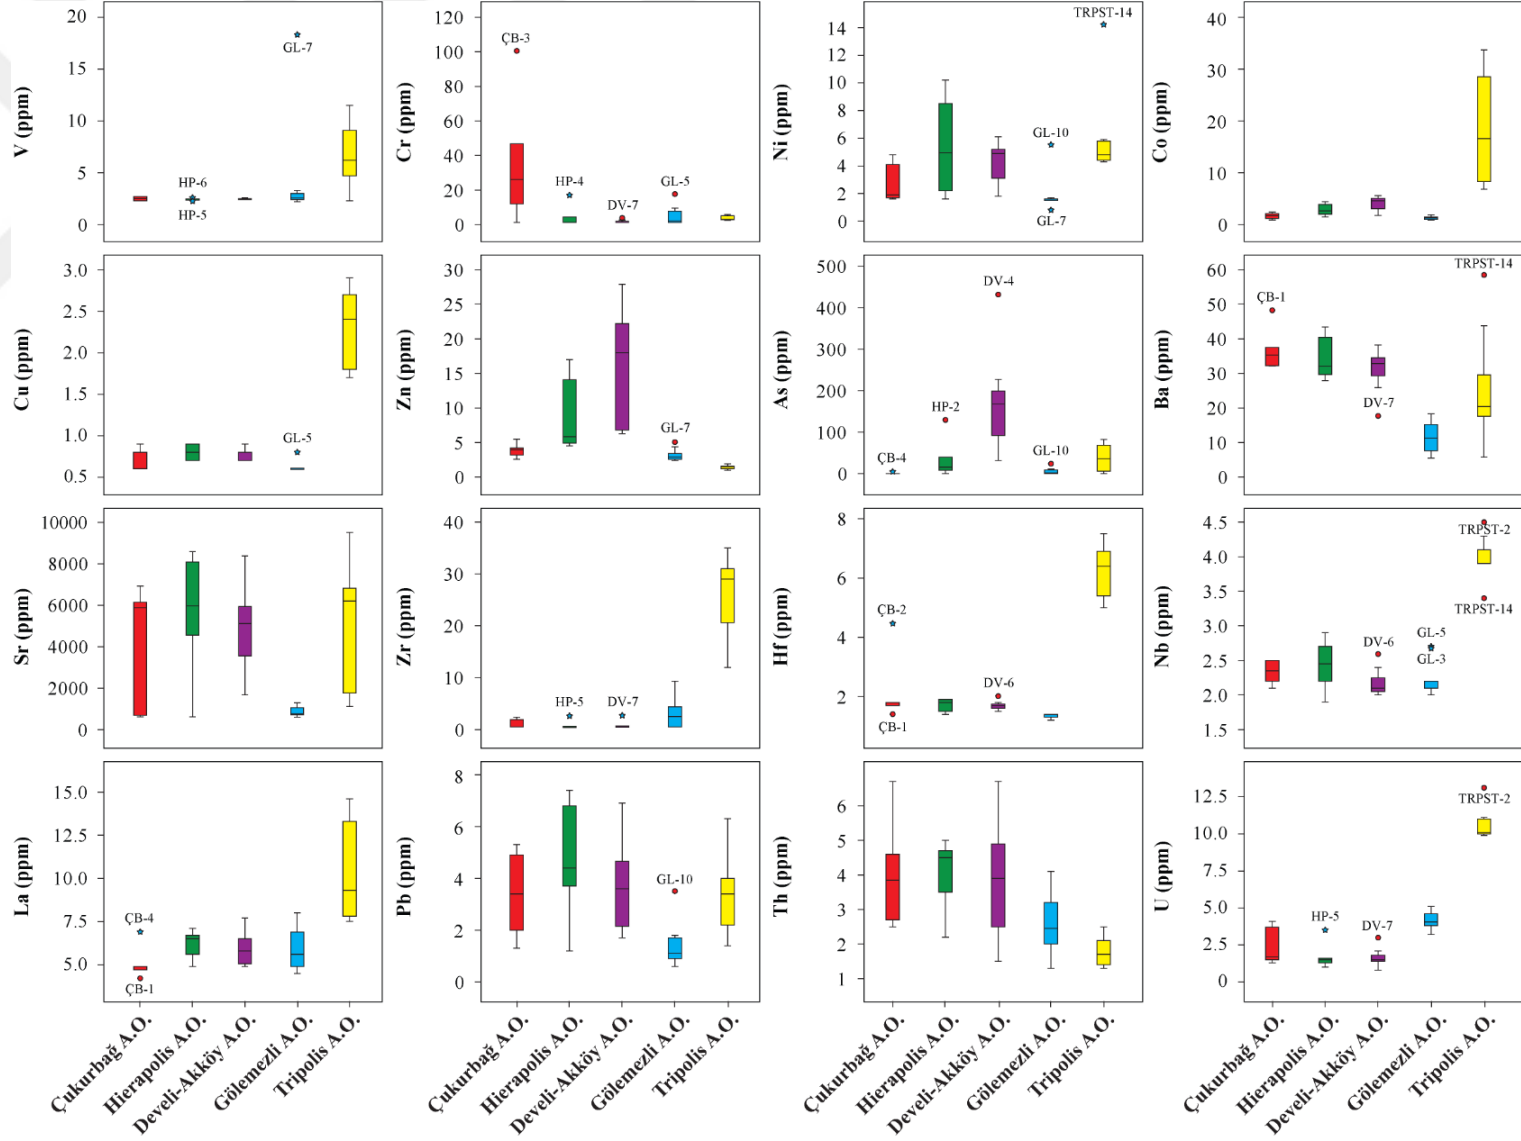 V (ppm)
20
15
10
5
0
HP-6
HP-5
GL-7
Cr (ppm)
120
100
80
60
40
20
0
ÇB-3
HP-4
DV-7
GL-5
Ni (ppm)
14
12
10
8
6
4
2
0
GL-10
GL-7
TRPST-14
Co (ppm)
40
30
20
10
0
Cu (ppm)
3.0
2.5
2.0
1.5
1.0
0.5
GL-5
Zn (ppm)
30
25
20
15
10
5
0
GL-7
As (ppm)
500
400
300
200
100
0
ÇB-4
HP-2
DV-4
GL-10
Ba (ppm)
60
50
40
30
20
10
0
ÇB-1
DV-7
TRPST-14
Sr (ppm)
10000
8000
6000
4000
2000
0
Zr (ppm)
40
30
20
10
0
HP-5
DV-7
Hf (ppm)
8
6
4
2
ÇB-2
ÇB-1
DV-6
Nb (ppm)
4.5
4.0
3.5
3.0
2.5
2.0
1.5
DV-6
GL-5
GL-3
TRPST-2
TRPST-14
La (ppm)
15.0
12.5
10.0
7.5
5.0
ÇB-4
ÇB-1
Pb (ppm)
8
6
4
2
0
GL-10
Th (ppm)
6
5
4
3
2
1
U (ppm)
12.5
10.0
7.5
5.0
2.5
0
HP-5
DV-7
TRPST-2
Çukurbağ A.O.
Hierapolis A.O.
Develi-Akköy A.O.
Gölemezli A.O.
Tripolis A.O.
Çukurbağ A.O.
Hierapolis A.O.
Develi-Akköy A.O.
Gölemezli A.O.
Tripolis A.O.
Çukurbağ A.O.
Hierapolis A.O.
Develi-Akköy A.O.
Gölemezli A.O.
Tripolis A.O.
Çukurbağ A.O.
Hierapolis A.O.
Develi-Akköy A.O.
Gölemezli A.O.
Tripolis A.O.